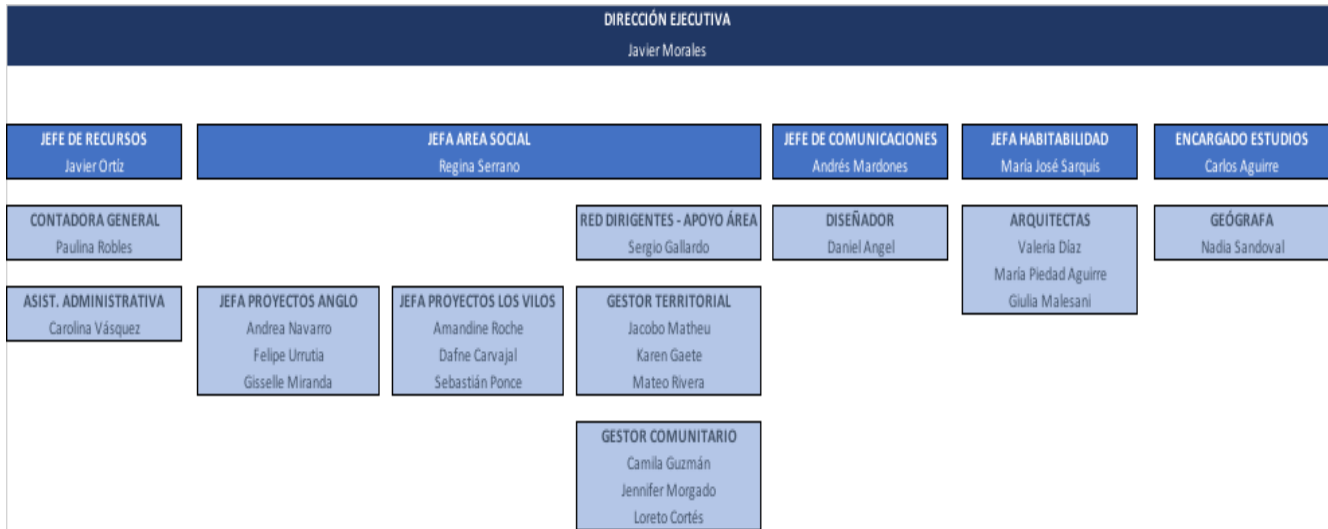 DIRECCIÓN EJECUTIVA
Javier Morales
JEFE DE RECURSOS
Javier Ortíz
JEFA AREA SOCIAL
Regina Serrano
JEFE DE COMUNICACIONES
Andrés Mardones
JEFA HABITABILIDAD
María José Sarquís
ENCARGADO ESTUDIOS
Carlos Aguirre
CONTADORA GENERAL
Paulina Robles
RED DIRIGENTES - APOYO ÁREA
Sergio Gallardo
DISEÑADOR
Daniel Angel
ARQUITECTAS
Valeria Díaz
María Piedad Aguirre
Giulia Malesani
GEÓGRAFA
Nadia Sandoval
ASIST. ADMINISTRATIVA
Carolina Vásquez
JEFA PROYECTOS ANGLO
Andrea Navarro
Felipe Urrutia
Gisselle Miranda
JEFA PROYECTOS LOS VILOS
Amandine Roche
Dafne Carvajal
Sebastián Ponce
GESTOR TERRITORIAL
Jacobo Matheu
Karen Gaete
Mateo Rivera
GESTOR COMUNITARIO
Camila Guzmán
Jennifer Morgado
Loreto Cortés